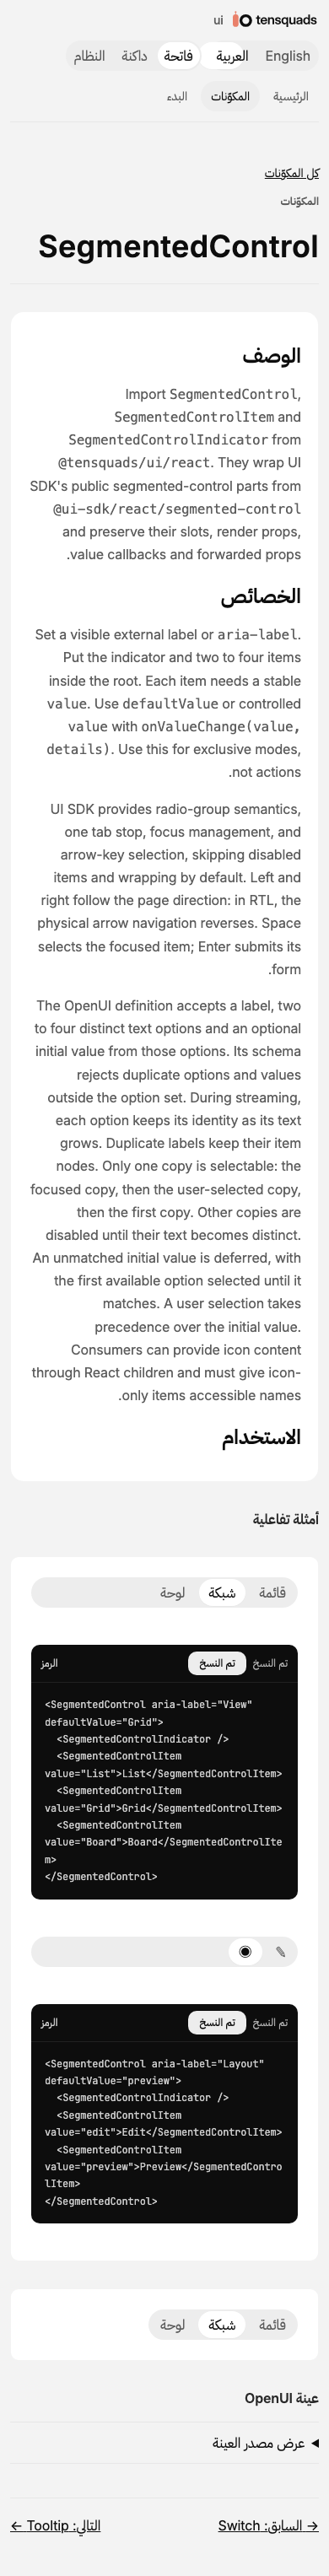 tensquads ui
English العربية فاتحة داكنة النظام
الرئيسية المكوّنات البدء
كل المكوّنات
المكوّنات
SegmentedControl
الوصف
Import SegmentedControl,
SegmentedControlItem and
SegmentedControlIndicator from
@tensquads/ui/react. They wrap UI
SDK's public segmented-control parts from
@ui-sdk/react/segmented-control
and preserve their slots, render props,
value callbacks and forwarded props.
الخصائص
Set a visible external label or aria-label.
Put the indicator and two to four items
inside the root. Each item needs a stable
value. Use defaultValue or controlled
value with onValueChange(value,
details). Use this for exclusive modes,
not actions.
UI SDK provides radio-group semantics,
one tab stop, focus management, and
arrow-key selection, skipping disabled
items and wrapping by default. Left and
right follow the page direction: in RTL, the
physical arrow navigation reverses. Space
selects the focused item; Enter submits its
form.
The OpenUI definition accepts a label, two
to four distinct text options and an optional
initial value from those options. Its schema
rejects duplicate options and values
outside the option set. During streaming,
each option keeps its identity as its text
grows. Duplicate labels keep their item
nodes. Only one copy is selectable: the
focused copy, then the user-selected copy,
then the first copy. Other copies are
disabled until their text becomes distinct.
An unmatched initial value is deferred, with
the first available option selected until it
matches. A user selection takes
precedence over the initial value.
Consumers can provide icon content
through React children and must give icon-
only items accessible names.
الاستخدام
أمثلة تفاعلية
قائمة شبكة لوحة
تم النسخ تم النسخ الرمز
<SegmentedControl aria-label="View"
defaultValue="Grid">
<SegmentedControlIndicator />
<SegmentedControlItem
value="List">List</SegmentedControlItem>
<SegmentedControlItem
value="Grid">Grid</SegmentedControlItem>
<SegmentedControlItem
value="Board">Board</SegmentedControlIte
m>
</SegmentedControl>
✎ ◉
تم النسخ تم النسخ الرمز
<SegmentedControl aria-label="Layout"
defaultValue="preview">
<SegmentedControlIndicator />
<SegmentedControlItem
value="edit">Edit</SegmentedControlItem>
<SegmentedControlItem
value="preview">Preview</SegmentedContro
lItem>
</SegmentedControl>
قائمة شبكة لوحة
عينة OpenUI
عرض مصدر العينة
→ السابق: Switch
التالي: Tooltip ←